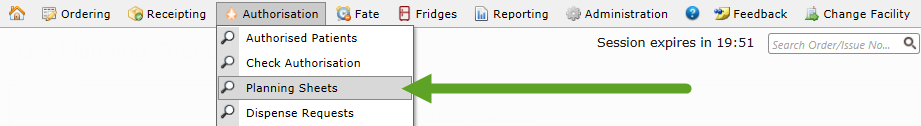 Ordering Receipting Authorisation Fate Fridges Reporting Administration Feedback Change Facility
Authorised Patients
Session expires in 19:51 Search Order/Issue No...
Check Authorisation
Planning Sheets
Dispense Requests